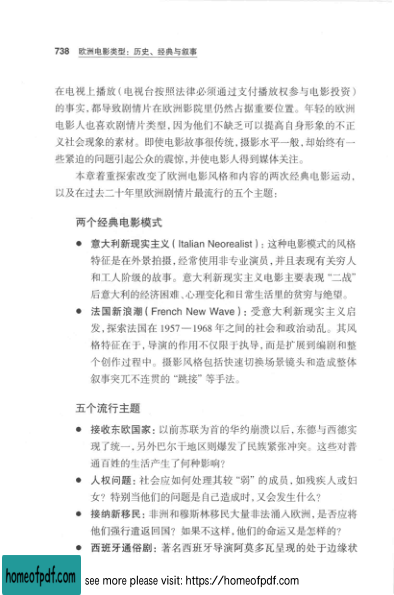 738 欧洲电影类型：历史、经典与叙事
在电视上播放（电视台按照法律必须通过支付播放权参与电影投资）
的事实，都导致剧情片在欧洲影院里仍然占据重要位置。年轻的欧洲
电影人也喜欢剧情片类型，因为他们不缺乏可以提高自身形象的不正
义社会现象的素材。即使电影故事很传统，摄影水平一般，却始终有一
些紧迫的问题引起公众的震惊，并使电影人得到媒体关注。
本章着重探索改变了欧洲电影风格和内容的两次经典电影运动，
以及在过去二十年里欧洲剧情片最流行的五个主题：
两个经典电影模式
● 意大利新现实主义（Italian Neorealist）：这种电影模式的风格
特征是在外景拍摄，经常使用非专业演员，并且表现有关穷人
和工人阶级的故事。意大利新现实主义电影主要表现“二战”
后意大利的经济困难、心理变化和日常生活里的贫穷与绝望。
● 法国新浪潮（French New Wave）：受意大利新现实主义启
发，探索法国在 1957—1968 年之间的社会和政治动乱。其风
格特征在于，导演的作用不仅限于执导，而是扩展到编剧和整
个创作过程中。摄影风格包括快速切换场景镜头和造成整体
叙事突兀不连贯的“跳接”等手法。
五个流行主题
● 接收东欧国家：以前苏联为首的华约崩溃以后，东德与西德实
现了统一，另外巴尔干地区则爆发了民族紧张冲突。这些对普
通百姓的生活产生了何种影响？
● 人权问题：社会应如何处理其较“弱”的成员，如残疾人或妇
女？特别当他们的问题是自己造成时，又会发生什么？
● 接纳新移民：非洲和穆斯林移民大量非法涌入欧洲，是否应将
他们强行遣返回国？如果不这样，他们的命运又是怎样的？
● 西班牙通俗剧：著名西班牙导演阿莫多瓦呈现的处于边缘状
homeofpdf.com
see more please visit: https://homeofpdf.com